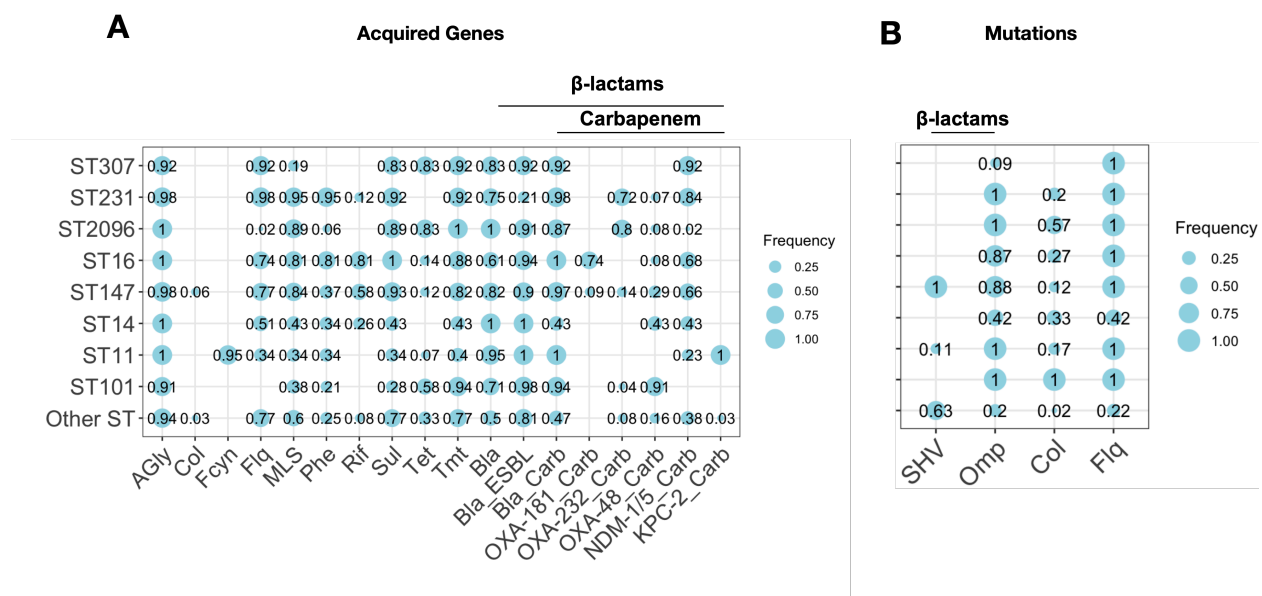 A
Acquired Genes
β-lactams
Carbapenem
ST307 0.92 0.92 0.19 0.83 0.83 0.92 0.83 0.92 0.92 0.92
ST231 0.98 0.98 0.95 0.95 0.12 0.92 0.92 0.75 0.21 0.98 0.72 0.07 0.84
ST2096 1 0.02 0.89 0.06 0.89 0.83 1 1 0.91 0.87 0.8 0.08 0.02
ST16 1 0.74 0.81 0.81 0.81 1 0.14 0.88 0.61 0.94 1 0.74 0.08 0.68
ST147 0.98 0.06 0.77 0.84 0.37 0.58 0.93 0.12 0.82 0.82 0.9 0.97 0.09 0.14 0.29 0.66
ST14 1 0.51 0.43 0.34 0.26 0.43 0.43 1 1 0.43 0.43 0.43
ST11 1 0.95 0.34 0.34 0.34 0.34 0.07 0.4 0.95 1 1 0.23 1
ST101 0.91 0.38 0.21 0.28 0.58 0.94 0.71 0.98 0.94 0.04 0.91
Other ST 0.94 0.03 0.77 0.6 0.25 0.08 0.77 0.33 0.77 0.5 0.81 0.47 0.08 0.16 0.38 0.03
AGly Col Fcyn Flq MLS Phe Rif Sul Tet Tmt Bla Bla_ESBL Bla_Carb OXA-181_Carb OXA-232_Carb OXA-48_Carb NDM-1/5_Carb KPC-2_Carb
Frequency
0.25
0.50
0.75
1.00
B
Mutations
β-lactams
0.09 1
1 0.2 1
1 0.57 1
0.87 0.27 1
1 0.88 0.12 1
0.42 0.33 0.42
0.11 1 0.17 1
1 1 1
0.63 0.2 0.02 0.22
SHV Omp Col Flq
Frequency
0.25
0.50
0.75
1.00